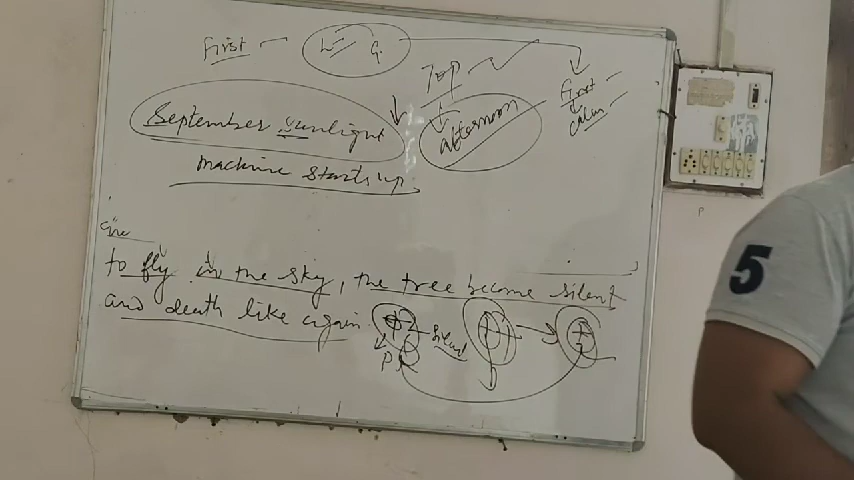 First
L G
Top
First
Calm
September sunlight
afternoon
machine starts up.
to fly in the sky, the tree become silent
and death like again.
silent
5